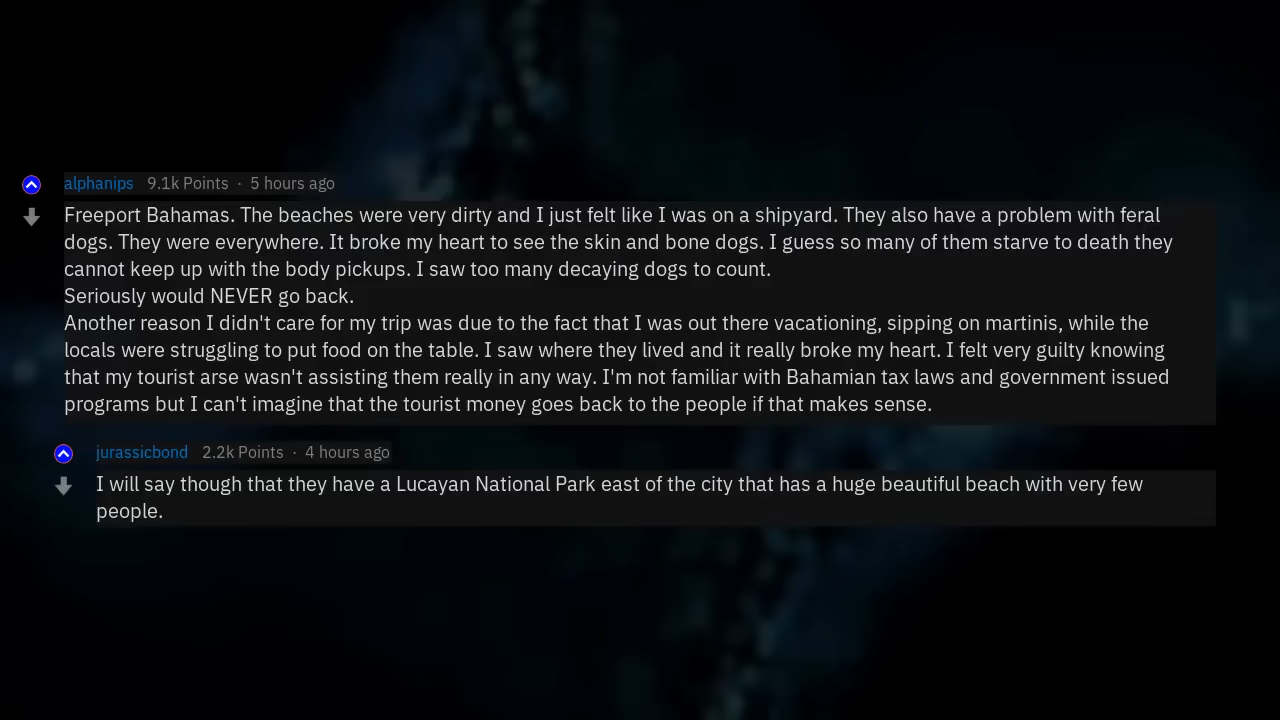 alphanips 9.1k Points · 5 hours ago
Freeport Bahamas. The beaches were very dirty and I just felt like I was on a shipyard. They also have a problem with feral
dogs. They were everywhere. It broke my heart to see the skin and bone dogs. I guess so many of them starve to death they
cannot keep up with the body pickups. I saw too many decaying dogs to count.
Seriously would NEVER go back.
Another reason I didn't care for my trip was due to the fact that I was out there vacationing, sipping on martinis, while the
locals were struggling to put food on the table. I saw where they lived and it really broke my heart. I felt very guilty knowing
that my tourist arse wasn't assisting them really in any way. I'm not familiar with Bahamian tax laws and government issued
programs but I can't imagine that the tourist money goes back to the people if that makes sense.
jurassicbond 2.2k Points · 4 hours ago
I will say though that they have a Lucayan National Park east of the city that has a huge beautiful beach with very few
people.